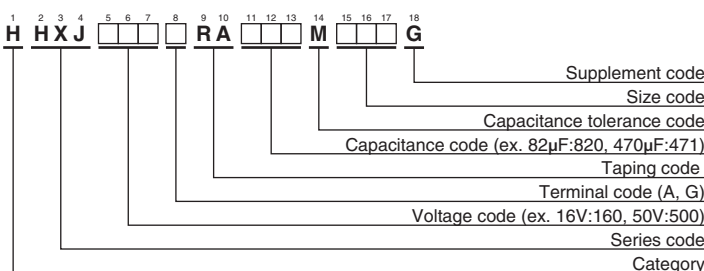 1 2 3 4 5 6 7 8 9 10 11 12 13 14 15 16 17 18
H H X J □□□ □ R A □□□ M □□□ G
Supplement code
Size code
Capacitance tolerance code
Capacitance code (ex. 82µF:820, 470µF:471)
Taping code
Terminal code (A, G)
Voltage code (ex. 16V:160, 50V:500)
Series code
Category